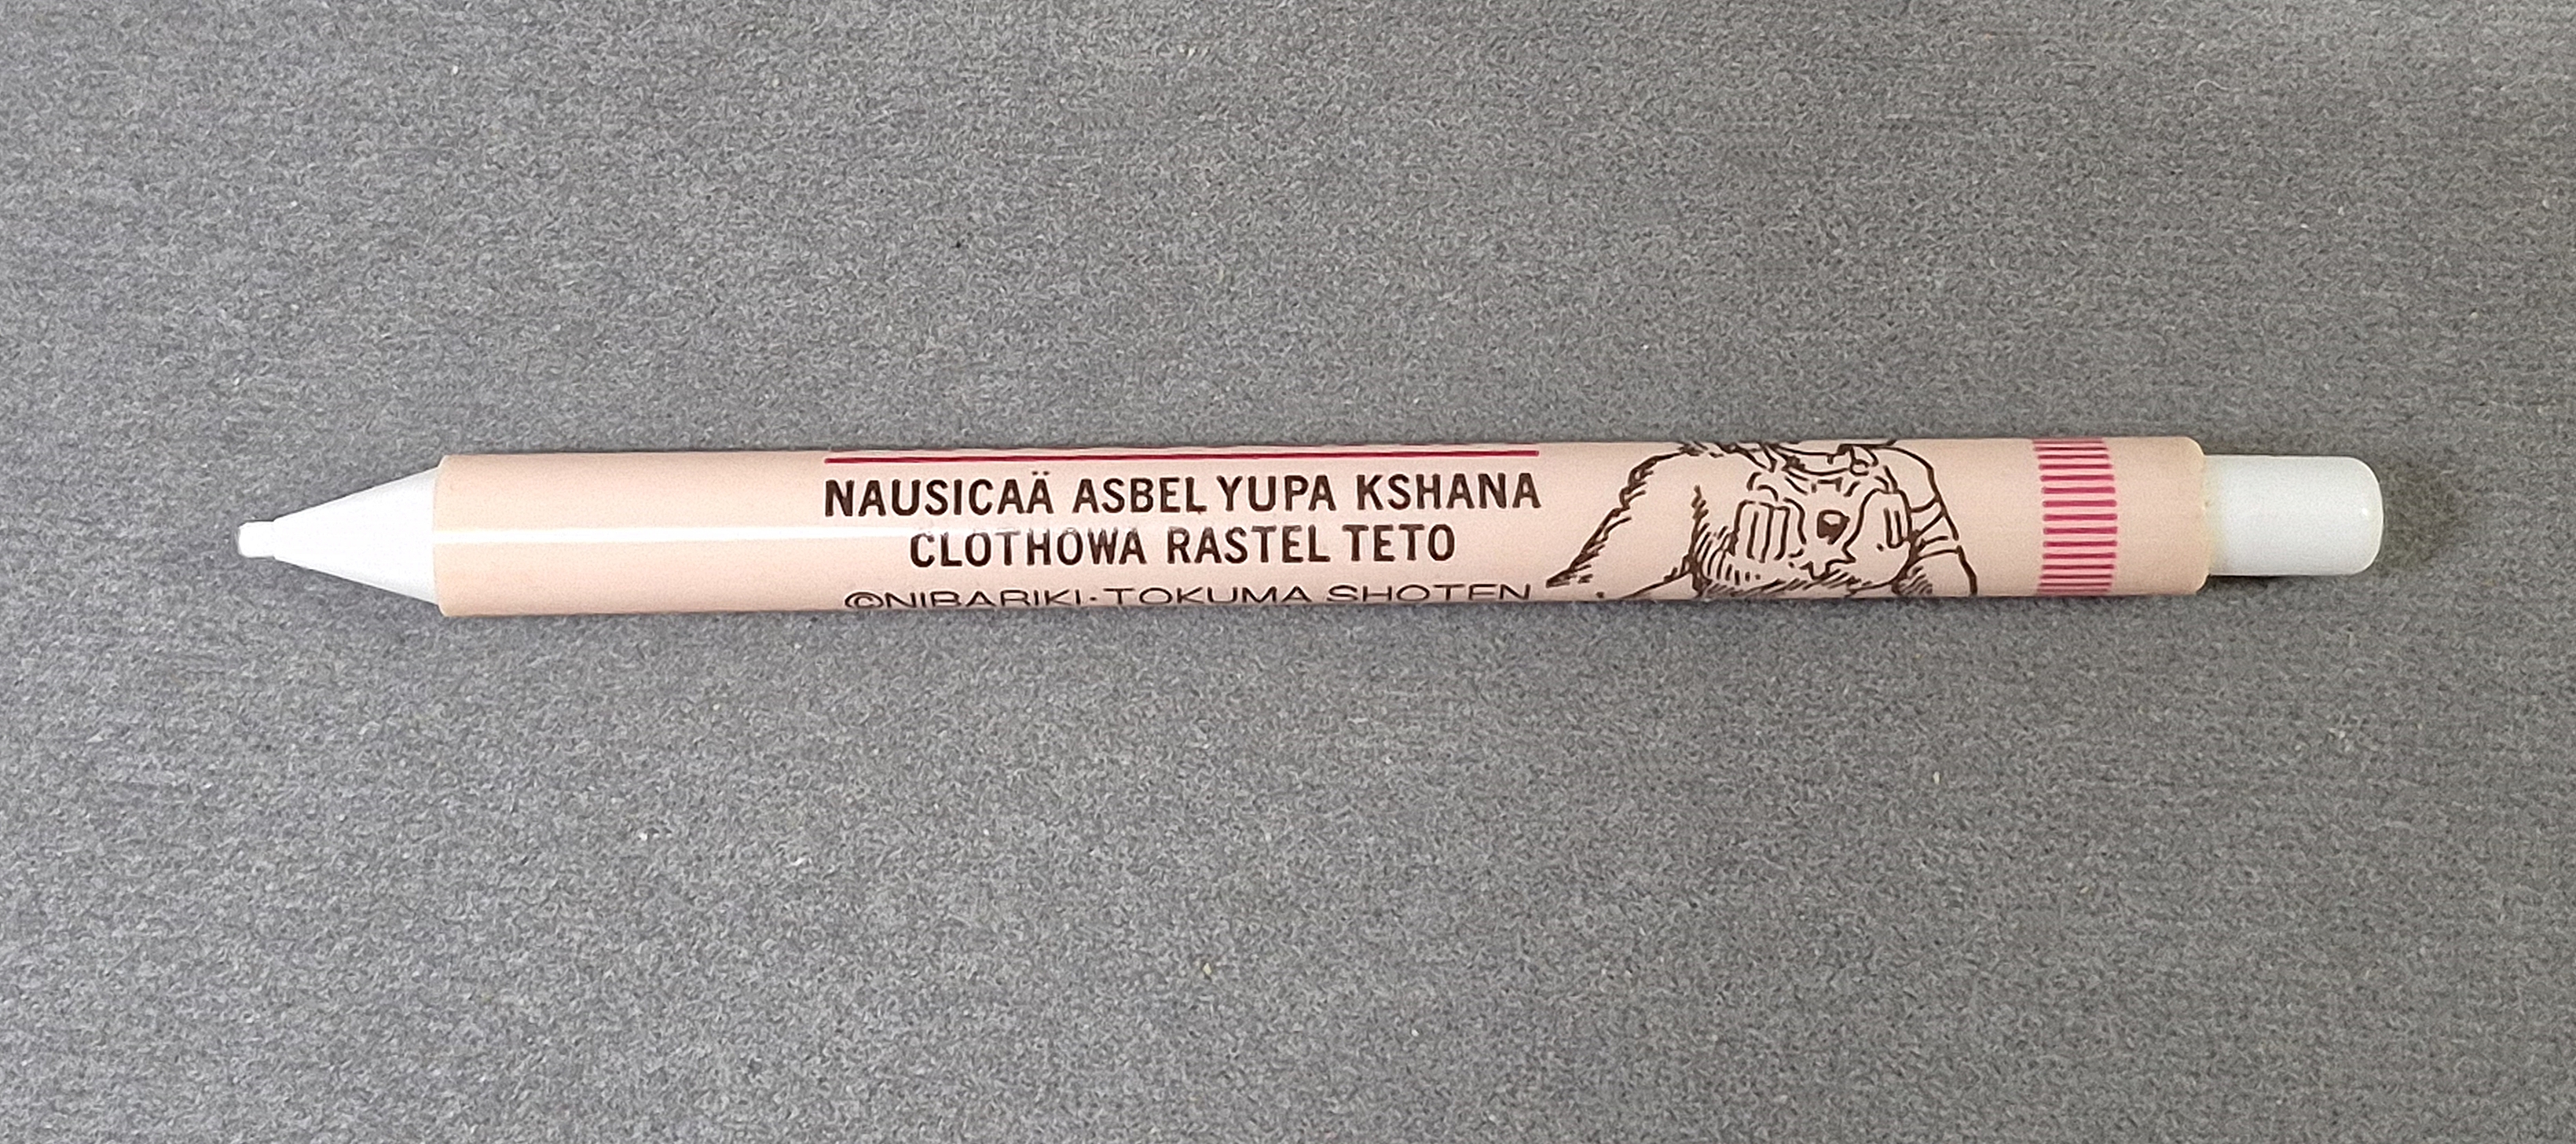 NAUSICAÄ ASBEL YUPA KSHANA
CLOTHOWA RASTEL TETO
©NIBARIKI·TOKUMA SHOTEN